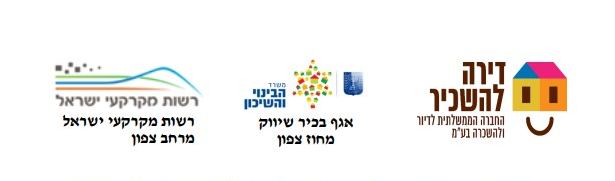 דירה
להשכיר
החברה הממשלתית לדיור
ולהשכרה בע"מ
משרד
הבינוי
והשיכון
אגף בכיר שיווק
מחוז צפון
רשות מקרקעי ישראל
רשות מקרקעי ישראל
מרחב צפון